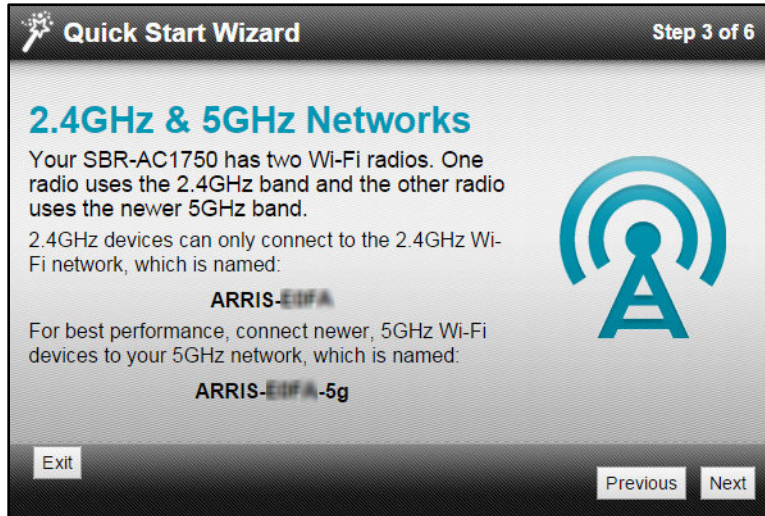 Quick Start Wizard
Step 3 of 6
2.4GHz & 5GHz Networks
Your SBR-AC1750 has two Wi-Fi radios. One
radio uses the 2.4GHz band and the other radio
uses the newer 5GHz band.
2.4GHz devices can only connect to the 2.4GHz Wi-
Fi network, which is named:
ARRIS-
For best performance, connect newer, 5GHz Wi-Fi
devices to your 5GHz network, which is named:
ARRIS- -5g
Exit
Previous
Next